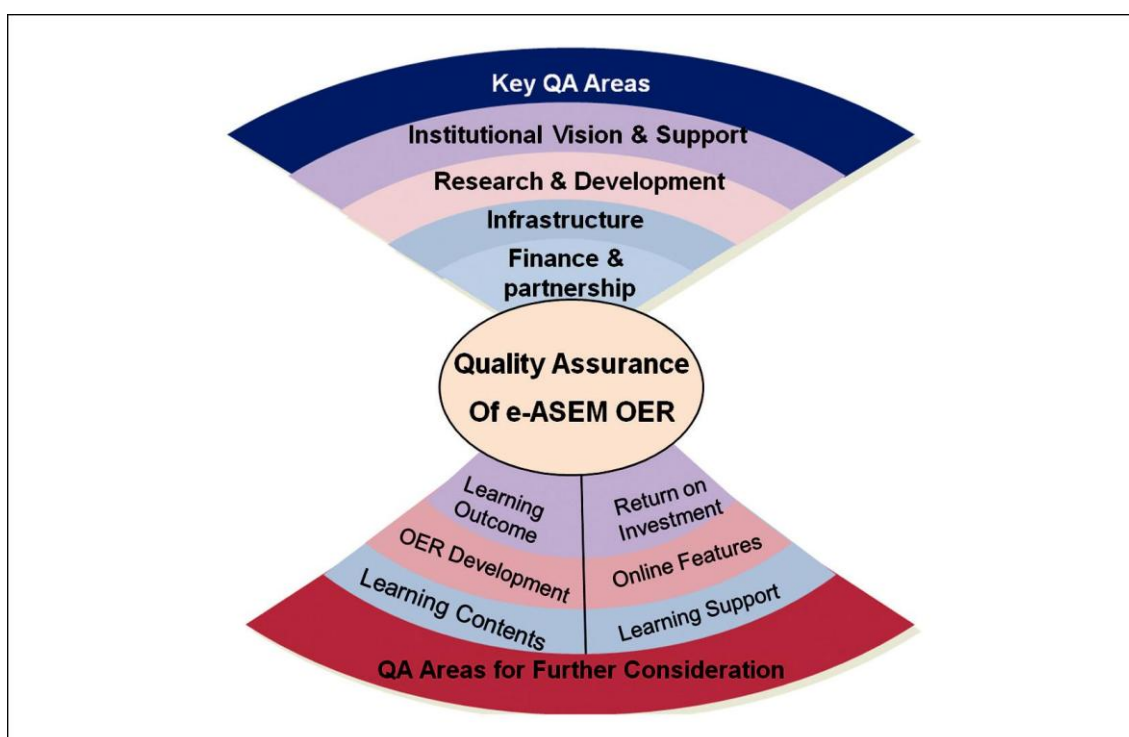 Key QA Areas
Institutional Vision & Support
Research & Development
Infrastructure
Finance &
partnership
Quality Assurance
Of e-ASEM OER
Learning
Outcome
Return on
Investment
OER Development
Online Features
Learning Contents
Learning Support
QA Areas for Further Consideration